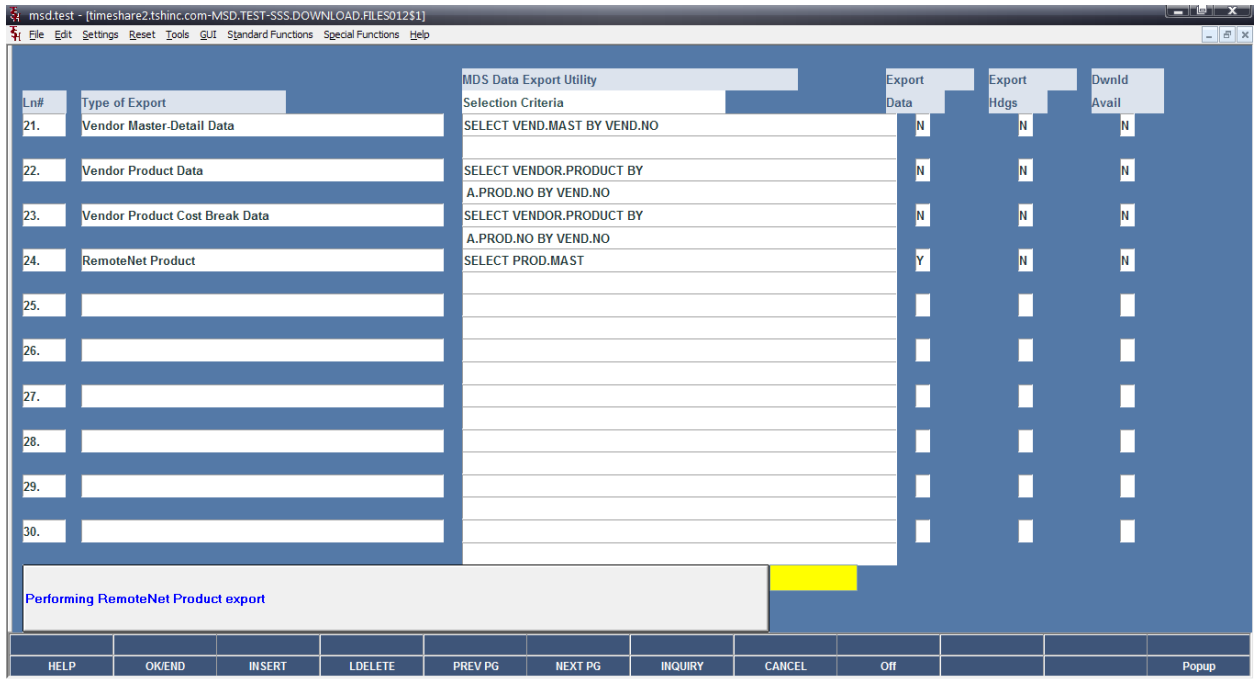 msd.test - [timeshare2.tshinc.com-MSD.TEST-SSS.DOWNLOAD.FILES012$1]
File Edit Settings Reset Tools GUI Standard Functions Special Functions Help
MDS Data Export Utility Export Export Dwnld
Ln# Type of Export Selection Criteria Data Hdgs Avail
21. Vendor Master-Detail Data SELECT VEND.MAST BY VEND.NO N N N
22. Vendor Product Data SELECT VENDOR.PRODUCT BY N N N
A.PROD.NO BY VEND.NO
23. Vendor Product Cost Break Data SELECT VENDOR.PRODUCT BY N N N
A.PROD.NO BY VEND.NO
24. RemoteNet Product SELECT PROD.MAST Y N N
25.
26.
27.
28.
29.
30.
Performing RemoteNet Product export
HELP OK/END INSERT LDELETE PREV PG NEXT PG INQUIRY CANCEL Off Popup